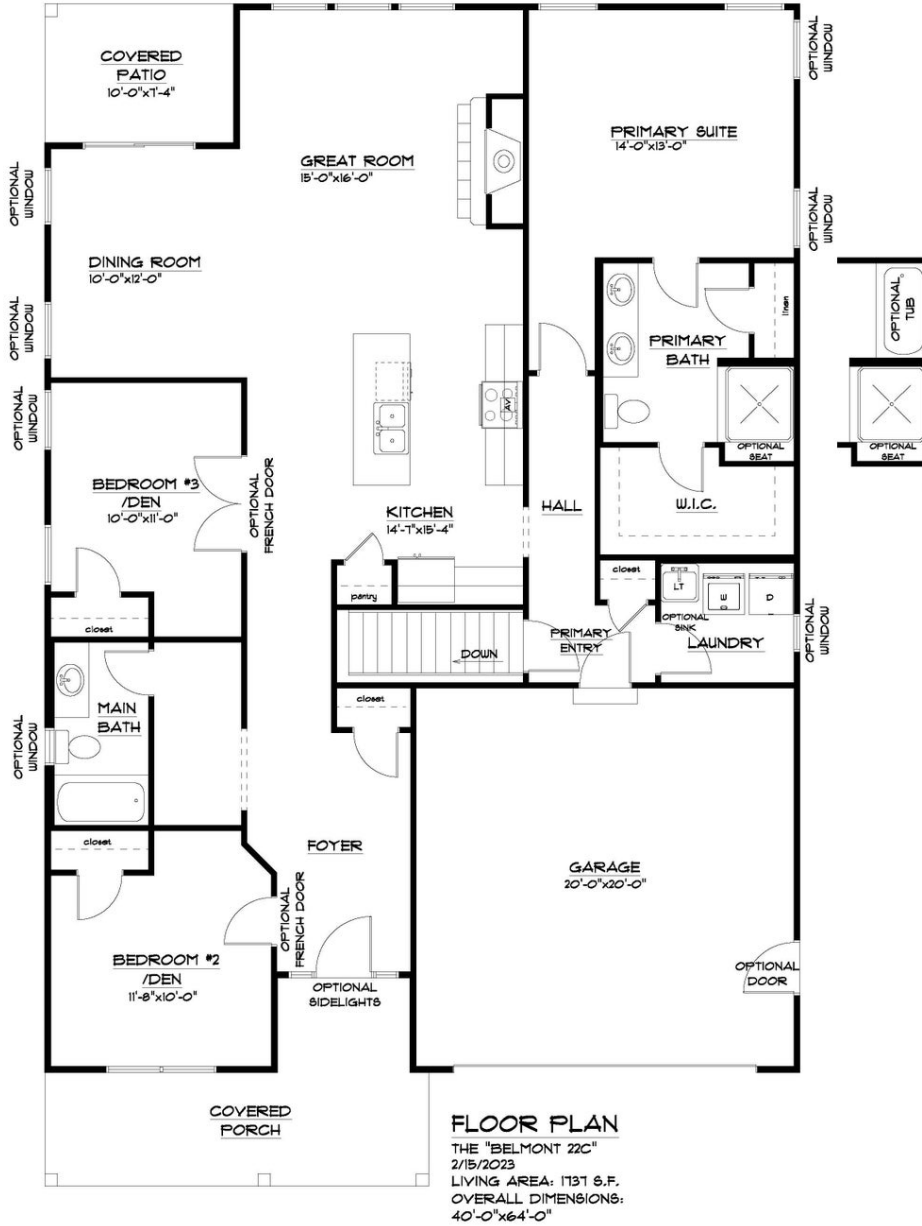 COVERED
PATIO
10'-0"x7'-4"
OPTIONAL
WINDOW
PRIMARY SUITE
14'-0"x13'-0"
GREAT ROOM
15'-0"x16'-0"
OPTIONAL
WINDOW
OPTIONAL
WINDOW
DINING ROOM
10'-0"x12'-0"
OPTIONAL
WINDOW
linen
OPTIONAL
TUB
PRIMARY
BATH
OPTIONAL
WINDOW
OPTIONAL
SEAT
OPTIONAL
SEAT
BEDROOM #3
/DEN
10'-0"x11'-0"
OPTIONAL
FRENCH DOOR
KITCHEN
14'-7"x15'-4"
HALL
W.I.C.
pantry
closet
LT
D
OPTIONAL
SINK
LAUNDRY
OPTIONAL
WINDOW
closet
DOWN
PRIMARY
ENTRY
MAIN
BATH
OPTIONAL
WINDOW
closet
closet
FOYER
GARAGE
20'-0"x20'-0"
OPTIONAL
FRENCH DOOR
BEDROOM #2
/DEN
11'-8"x10'-0"
OPTIONAL
SIDELIGHTS
OPTIONAL
DOOR
COVERED
PORCH
FLOOR PLAN
THE "BELMONT 22C"
2/15/2023
LIVING AREA: 1737 S.F.
OVERALL DIMENSIONS:
40'-0"x64'-0"